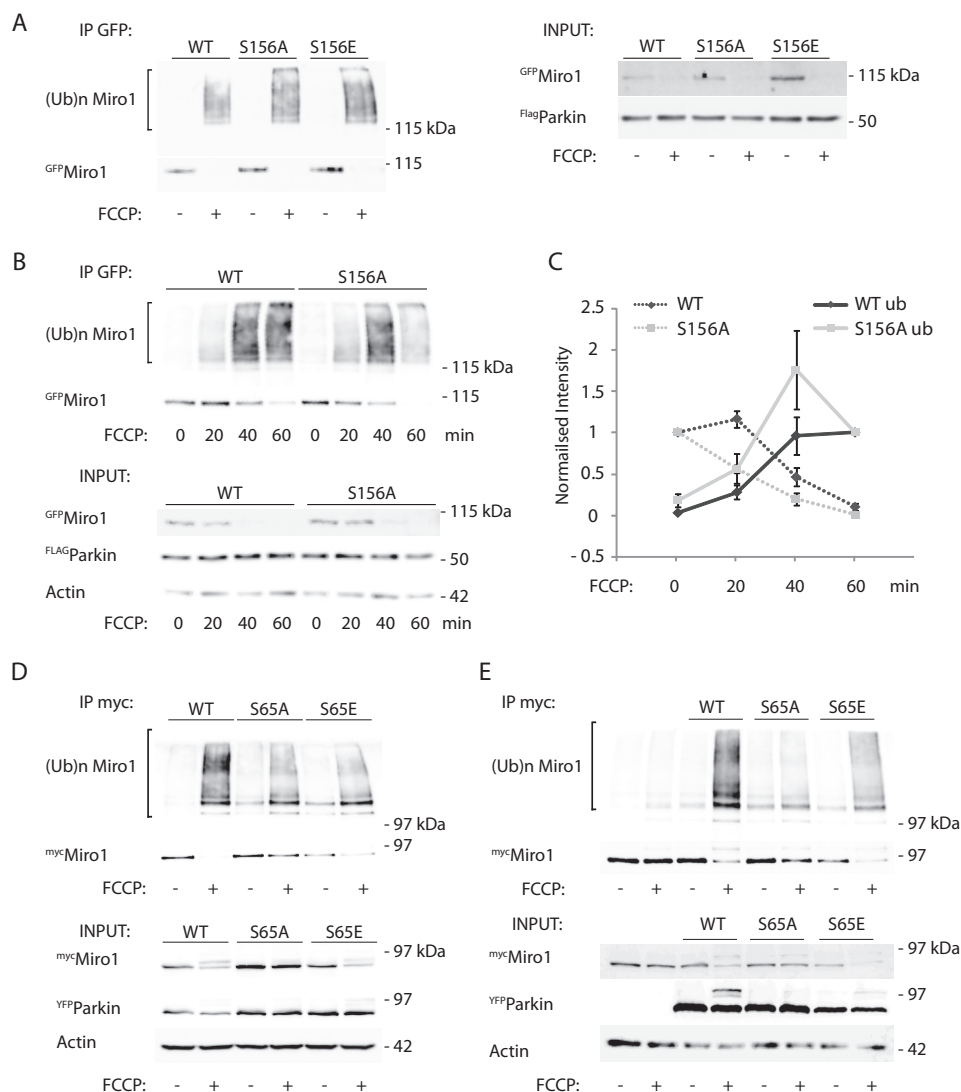 A
IP GFP:
WT S156A S156E
(Ub)n Miro1
- 115 kDa
GFPMiro1
- 115
FCCP: - + - + - +
INPUT:
WT S156A S156E
GFPMiro1
- 115 kDa
FlagParkin
- 50
FCCP: - + - + - +
B
IP GFP:
WT S156A
(Ub)n Miro1
- 115 kDa
GFPMiro1
- 115
FCCP: 0 20 40 60 0 20 40 60 min
INPUT:
WT S156A
GFPMiro1
- 115 kDa
FLAGParkin
- 50
Actin
- 42
FCCP: 0 20 40 60 0 20 40 60 min
C
WT
S156A
WT ub
S156A ub
Normailsed Intensity
2.5
2
1.5
1
0.5
0
- 0.5
FCCP: 0 20 40 60 min
D
IP myc:
WT S65A S65E
(Ub)n Miro1
- 97 kDa
mycMiro1
- 97
FCCP: - + - + - +
INPUT:
WT S65A S65E
mycMiro1
- 97 kDa
YFPParkin
- 97
Actin
- 42
FCCP: - + - + - +
E
IP myc:
WT S65A S65E
(Ub)n Miro1
- 97 kDa
mycMiro1
- 97
FCCP: - + - + - + - +
INPUT:
WT S65A S65E
mycMiro1
- 97 kDa
YFPParkin
- 97
Actin
- 42
FCCP: - + - + - + - +